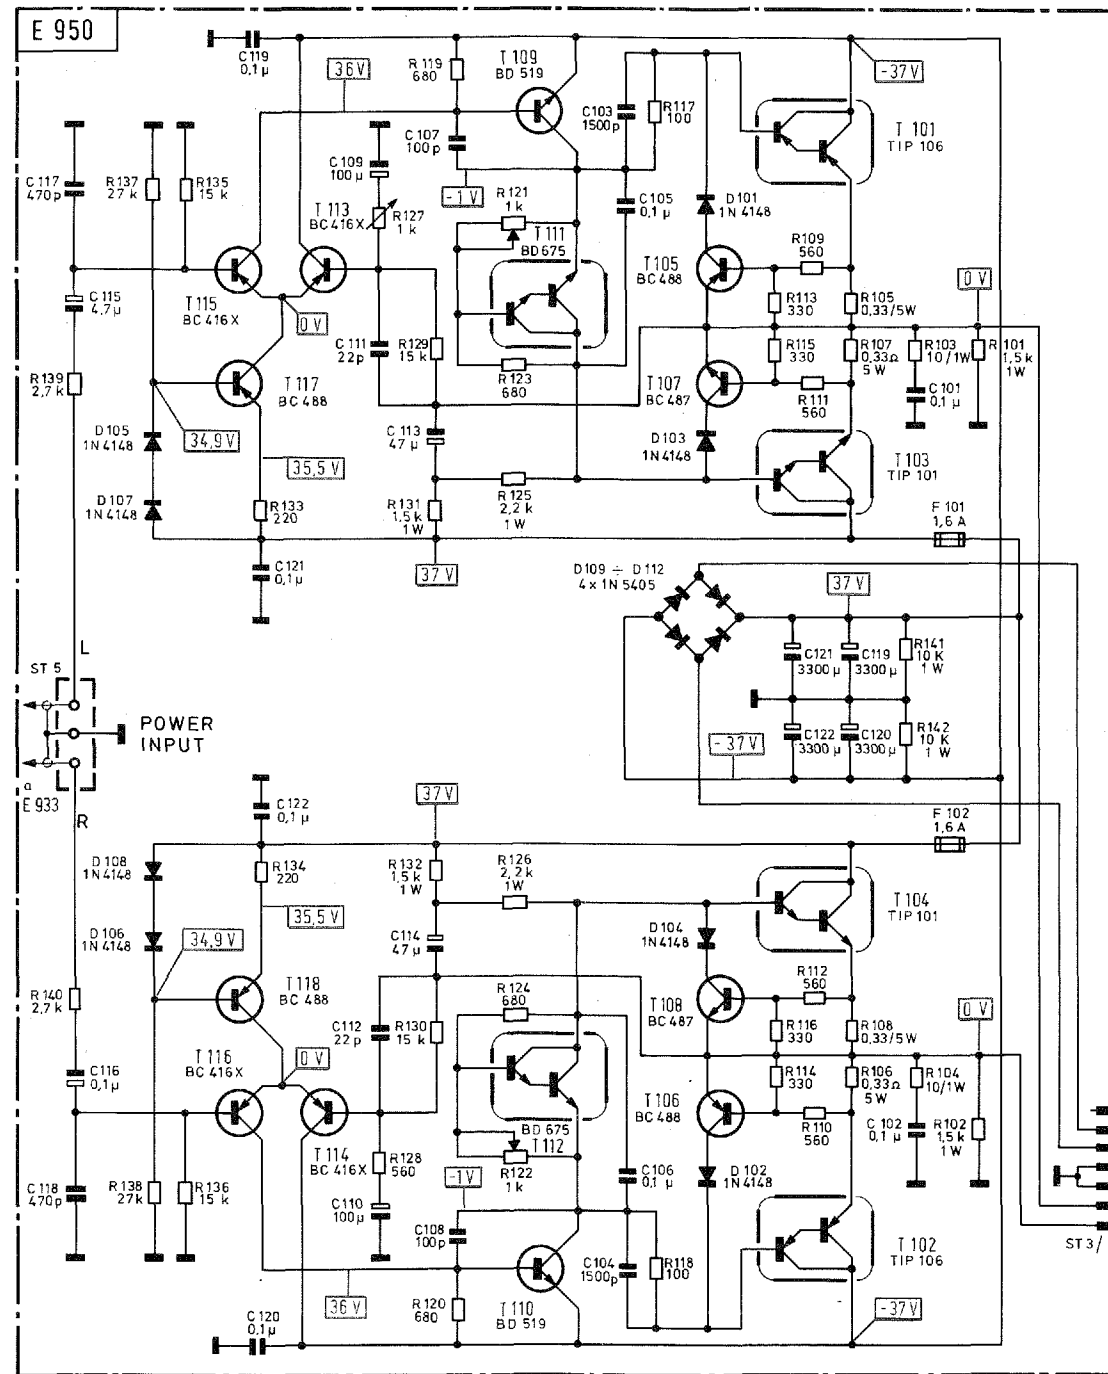 E 950
C 119
0,1 µ
36 V
R 119
680
T 109
BD 519
-37 V
C 107
100 p
C 103
1500 p
R 117
100
T 101
TIP 106
C 117
470 p
R137
27 k
R135
15 k
C 109
100 µ
-1 V
R 121
1 k
C 105
0,1 µ
D 101
1N 4148
T 113
BC 416 X
R 127
1 k
T 111
BD 675
R 109
560
T 115
BC 416 X
0 V
T 105
BC 488
0 V
C 115
4,7 µ
R 113
330
R 105
0,33/5W
C 111
22 p
R 129
15 k
R 115
330
R 107
0,33 Ω
5 W
R 103
10/1W
R 101
1,5 k
1 W
R 139
2,7 k
T 117
BC 488
R 123
680
T 107
BC 487
R 111
560
C 101
0,1 µ
D 105
1N 4148
34,9 V
35,5 V
C 113
47 µ
D 103
1N 4148
T 103
TIP 101
D 107
1N 4148
R 133
220
R 131
1,5 k
1 W
R 125
2,2 k
1 W
F 101
1,6 A
C 121
0,1 µ
37 V
D 109 ÷ D 112
4 x 1N 5405
37 V
L
ST 5
C 121
3300 µ
C 119
3300 µ
R 141
10 K
1 W
POWER
INPUT
-37 V
C 122
3300 µ
C 120
3300 µ
R 142
10 K
1 W
a
E 933
R
C 122
0,1 µ
37 V
F 102
1,6 A
D 108
1N 4148
R 134
220
R 132
1,5 k
1 W
R 126
2,2 k
1 W
T 104
TIP 101
35,5 V
D 106
1N 4148
34,9 V
C 114
47 µ
D 104
1N 4148
R 140
2,7 k
T 118
BC 488
R 124
680
R 112
560
T 108
BC 487
0 V
C 112
22 p
R 130
15 k
R 116
330
R 108
0,33/5W
T 116
BC 416 X
0 V
C 116
0,1 µ
R 114
330
R 106
0,33 Ω
5 W
R 104
10/1W
T 106
BC 488
BD 675
T 112
R 110
560
C 102
0,1 µ
R 102
1,5 k
1 W
T 114
BC 416 X
R 128
560
R 122
1 k
-1 V
C 106
0,1 µ
D 102
1N 4148
C 118
470 p
R 138
27 k
R 136
15 k
C 110
100 µ
C 108
100 p
C 104
1500 p
R 118
100
T 102
TIP 106
ST 3/
36 V
R 120
680
T 110
BD 519
-37 V
C 120
0,1 µ